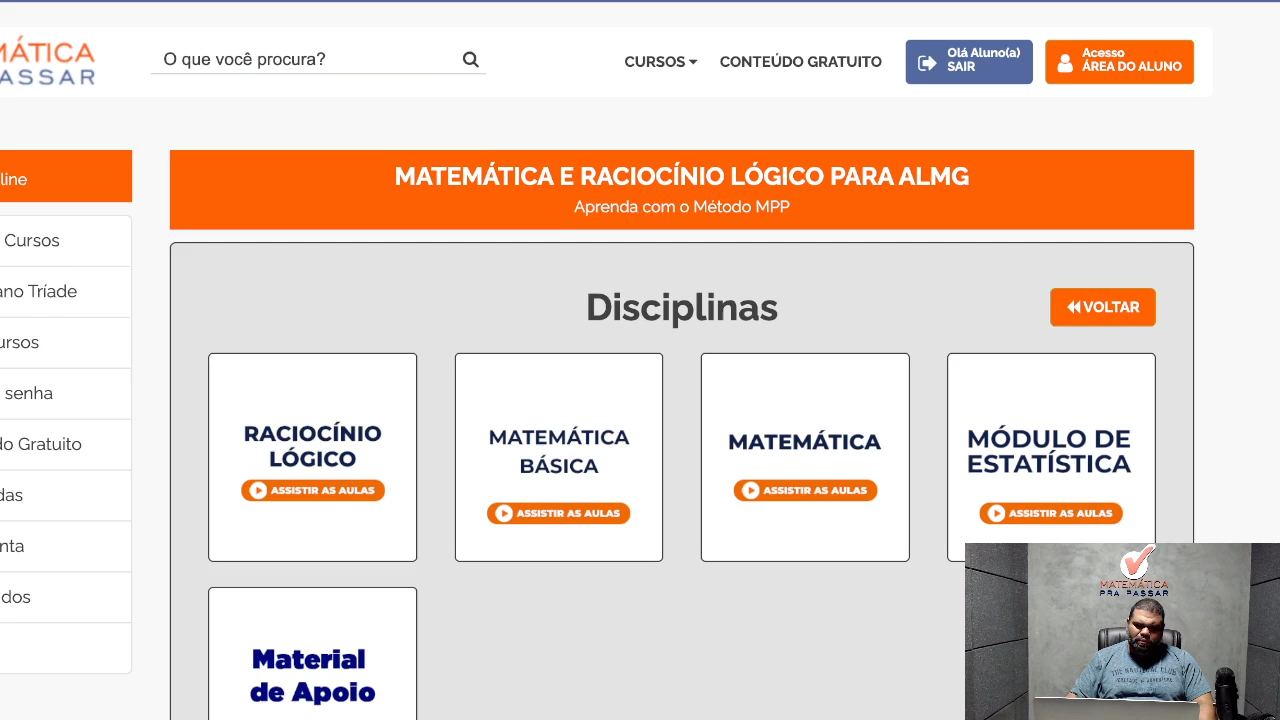 MÁTICA
ASSAR
O que você procura?
CURSOS
CONTEÚDO GRATUITO
Olá Aluno(a)
SAIR
Acesso
ÁREA DO ALUNO
line
Cursos
ano Tríade
ursos
senha
do Gratuito
das
nta
dos
MATEMÁTICA E RACIOCÍNIO LÓGICO PARA ALMG
Aprenda com o Método MPP
Disciplinas
VOLTAR
RACIOCÍNIO
LÓGICO
ASSISTIR AS AULAS
MATEMÁTICA
BÁSICA
ASSISTIR AS AULAS
MATEMÁTICA
ASSISTIR AS AULAS
MÓDULO DE
ESTATÍSTICA
ASSISTIR AS AULAS
Material
de Apoio
MATEMÁTICA
PRA PASSAR
THE NAUTICAL CLUB